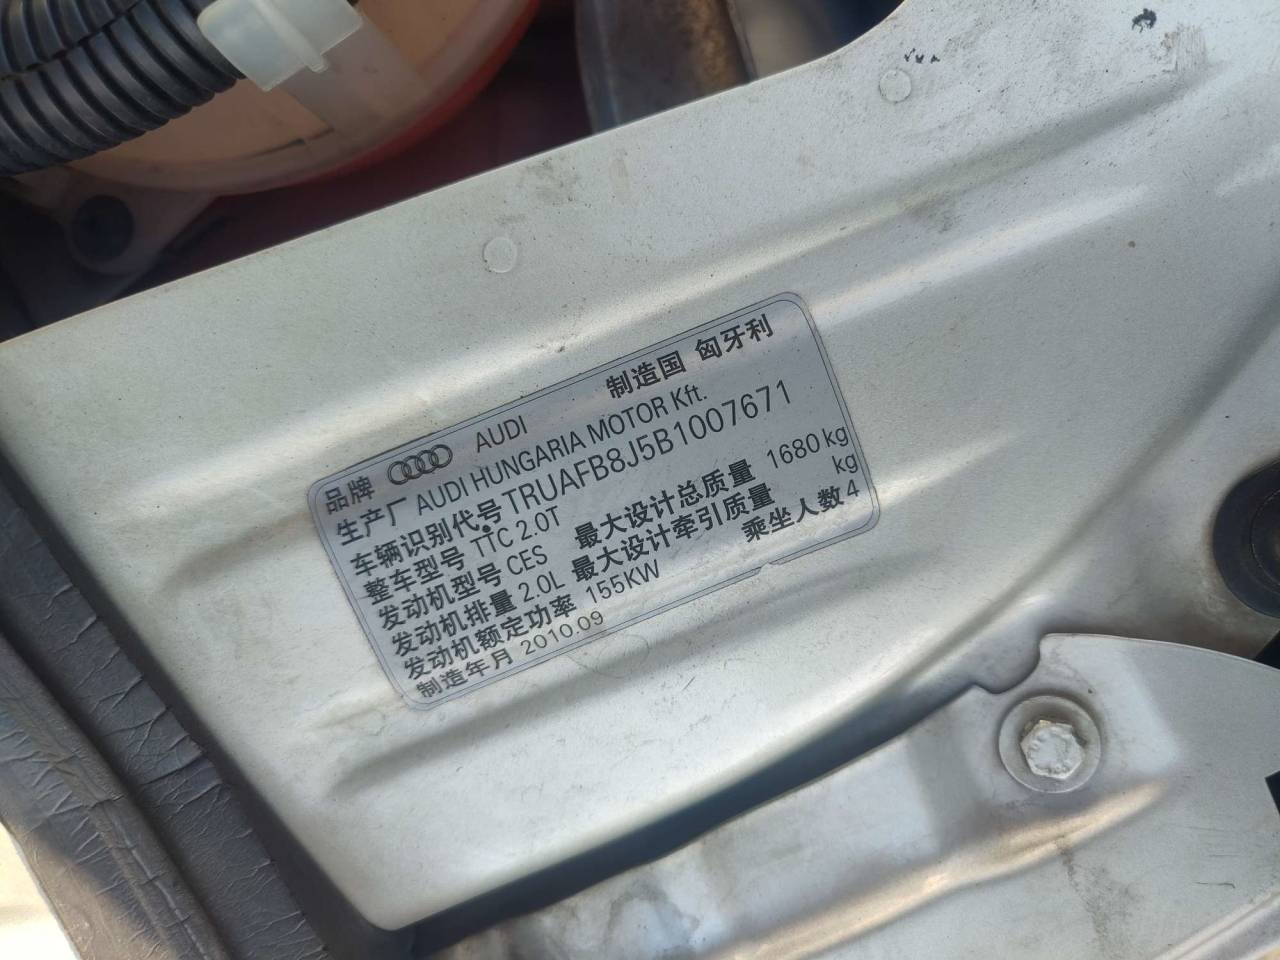 品牌 AUDI 制造国 匈牙利
生产厂 AUDI HUNGARIA MOTOR Kft.
车辆识别代号 TRUAFB8J5B1007671
整车型号 TTC 2.0T 最大设计总质量 1680 kg
发动机型号 CES 最大设计牵引质量 kg
发动机排量 2.0L 乘坐人数 4
发动机额定功率 155KW
制造年月 2010.09